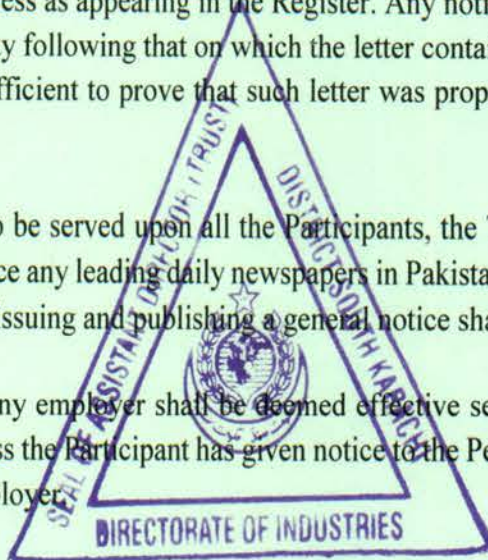 ess as appearing in the Register. Any noti
y following that on which the letter conta
fficient to prove that such letter was prop
o be served upon all the Participants, the
ce any leading daily newspapers in Pakista
issuing and publishing a general notice sha
ny employer shall be deemed effective se
ss the Participant has given notice to the Pe
ployer.
SEAL OF ASSISTANT DIRECTOR (TRUST)
DISTRICT SOUTH KARACHI
DIRECTORATE OF INDUSTRIES